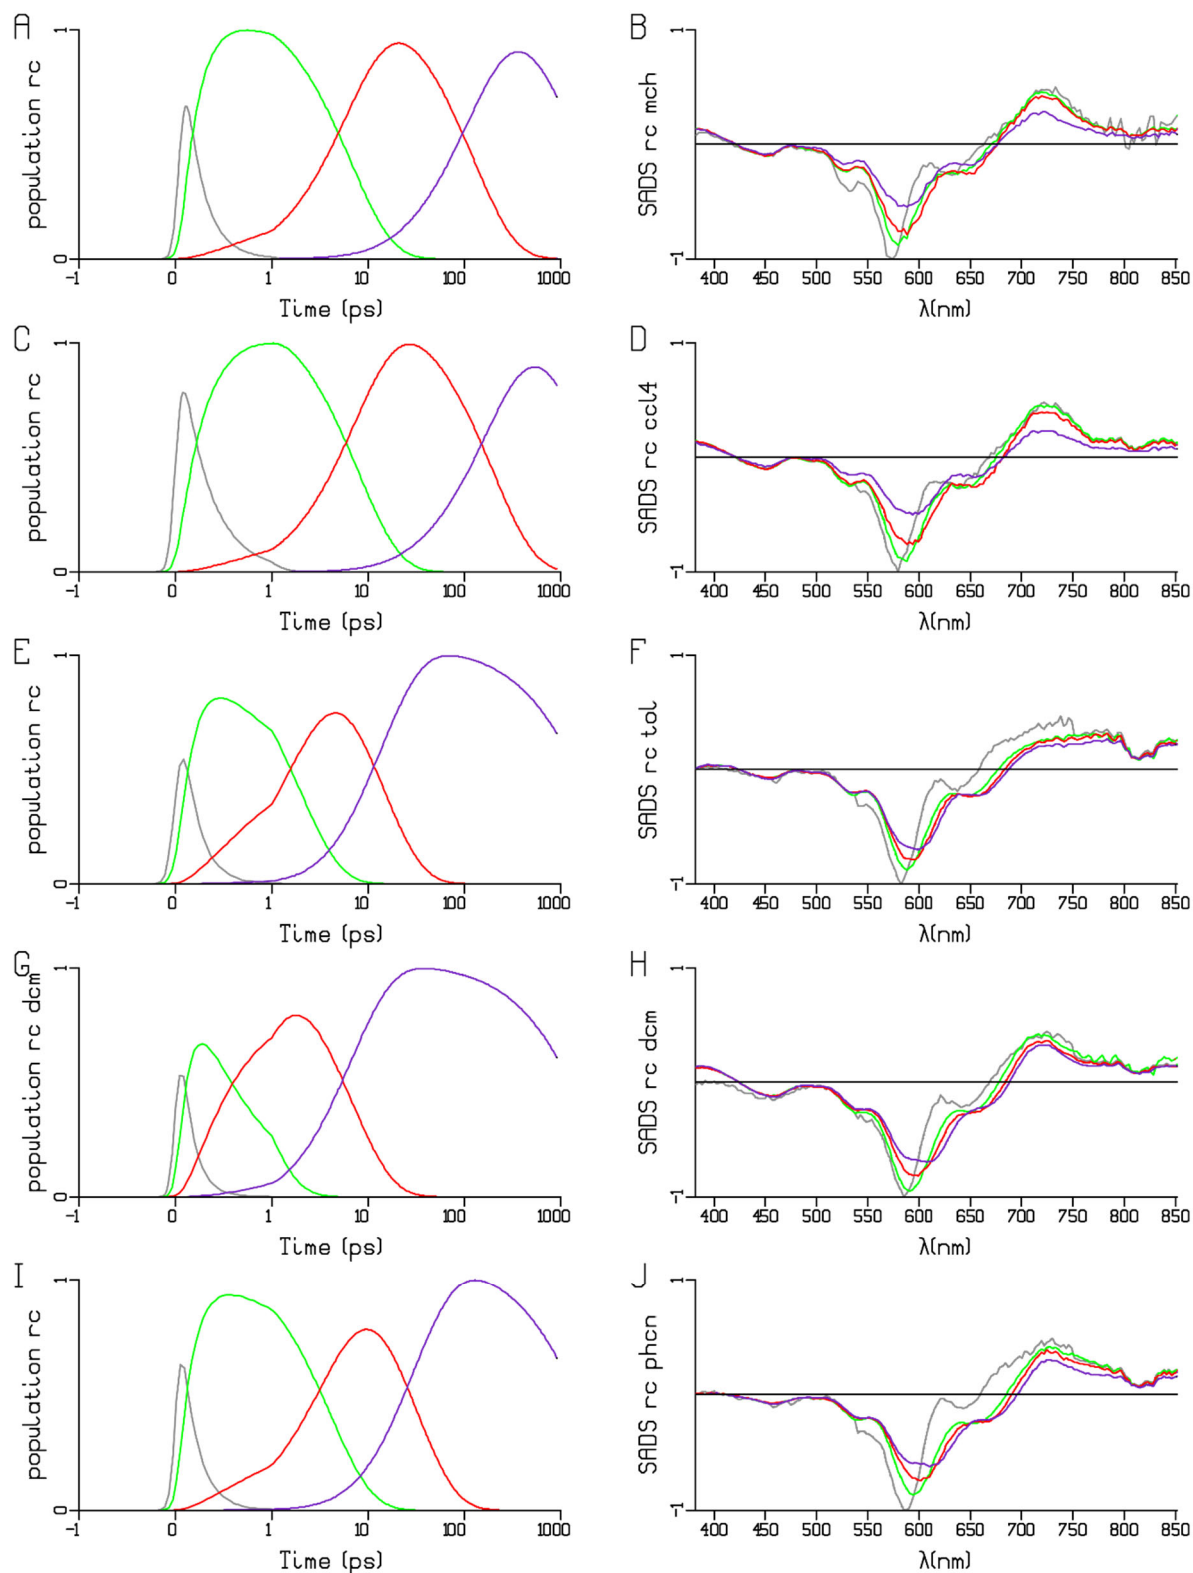 A
B
1
0
population rc
-1 0 1 10 100 1000
Time (ps)
1
-1
SADS rc mch
400 450 500 550 600 650 700 750 800 850
λ(nm)
C
D
1
0
population rc
-1 0 1 10 100 1000
Time (ps)
1
-1
SADS rc ccl4
400 450 500 550 600 650 700 750 800 850
λ(nm)
E
F
1
0
population rc
-1 0 1 10 100 1000
Time (ps)
1
-1
SADS rc tol
400 450 500 550 600 650 700 750 800 850
λ(nm)
G
H
1
0
population rc dcm
-1 0 1 10 100 1000
Time (ps)
1
-1
SADS rc dcm
400 450 500 550 600 650 700 750 800 850
λ(nm)
I
J
1
0
population rc
-1 0 1 10 100 1000
Time (ps)
1
-1
SADS rc phcn
400 450 500 550 600 650 700 750 800 850
λ(nm)